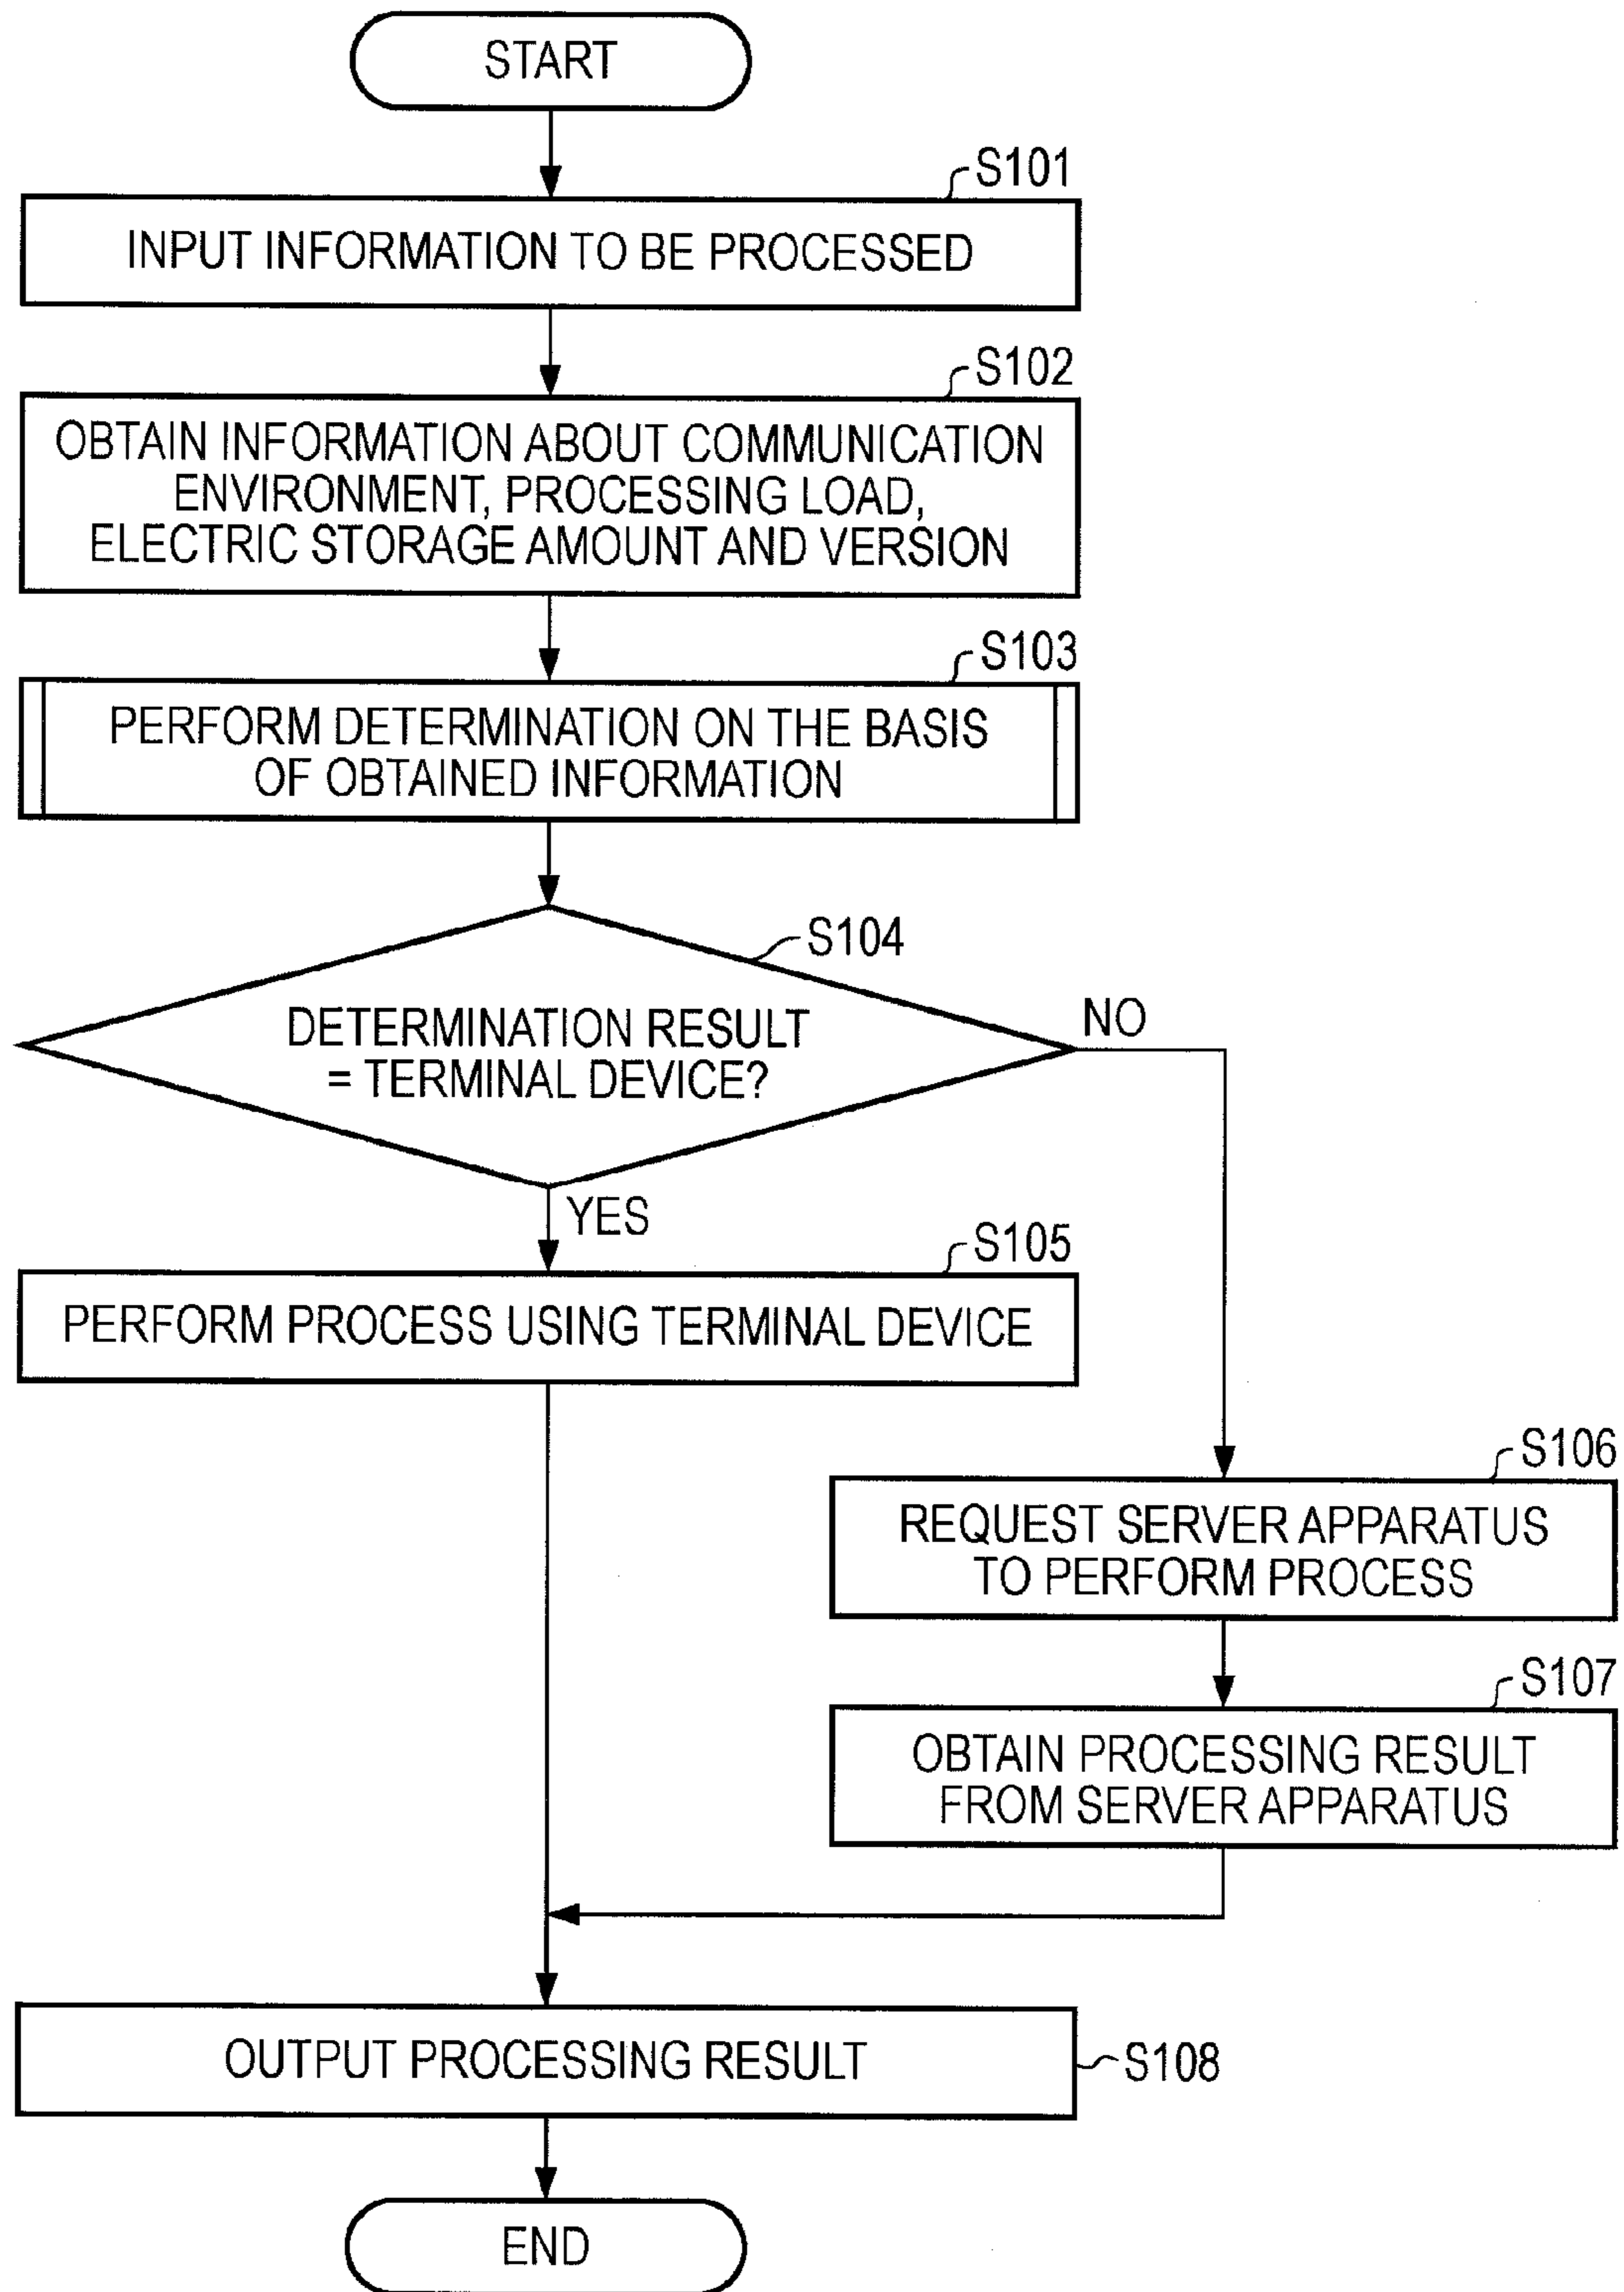 START
S101
INPUT INFORMATION TO BE PROCESSED
S102
OBTAIN INFORMATION ABOUT COMMUNICATION
ENVIRONMENT, PROCESSING LOAD,
ELECTRIC STORAGE AMOUNT AND VERSION
S103
PERFORM DETERMINATION ON THE BASIS
OF OBTAINED INFORMATION
S104
DETERMINATION RESULT
= TERMINAL DEVICE?
NO
YES
S105
PERFORM PROCESS USING TERMINAL DEVICE
S106
REQUEST SERVER APPARATUS
TO PERFORM PROCESS
S107
OBTAIN PROCESSING RESULT
FROM SERVER APPARATUS
OUTPUT PROCESSING RESULT
S108
END